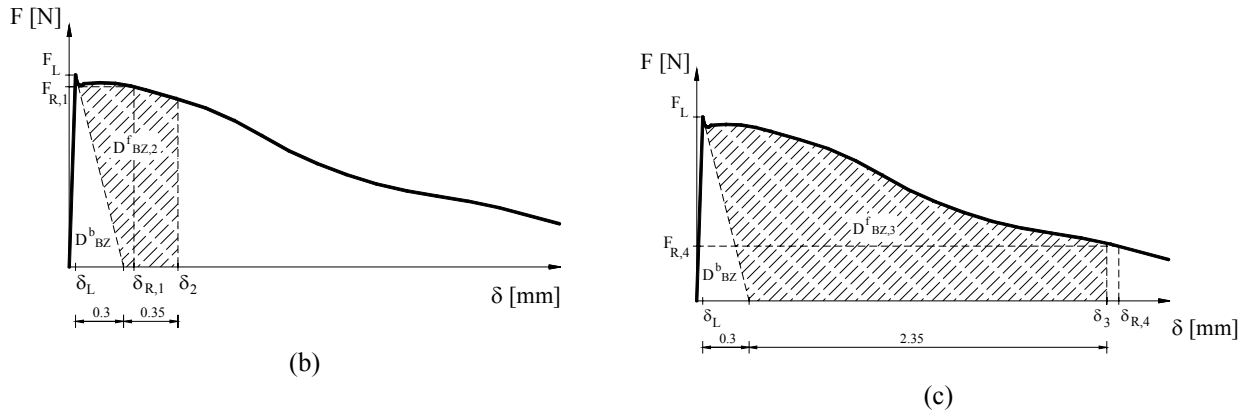 F [N]
F_L
F_R,1
D^f_BZ,2
D^b_BZ
δ_L
δ_R,1
δ_2
δ [mm]
0.3
0.35
(b)
F [N]
F_L
F_R,4
D^f_BZ,3
D^b_BZ
δ_L
δ_3
δ_R,4
δ [mm]
0.3
2.35
(c)